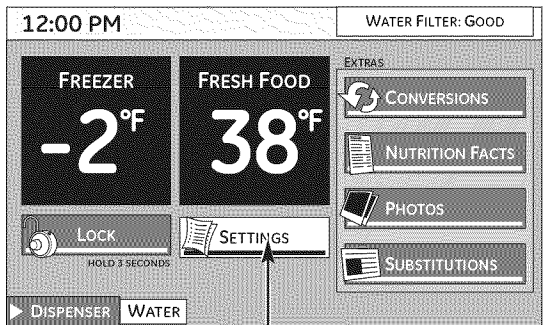 12:00 PM
WATER FILTER: GOOD
FREEZER
-2°F
FRESH FOOD
38°F
EXTRAS
CONVERSIONS
NUTRITION FACTS
PHOTOS
SUBSTITUTIONS
LOCK
HOLD 3 SECONDS
SETTINGS
DISPENSER
WATER